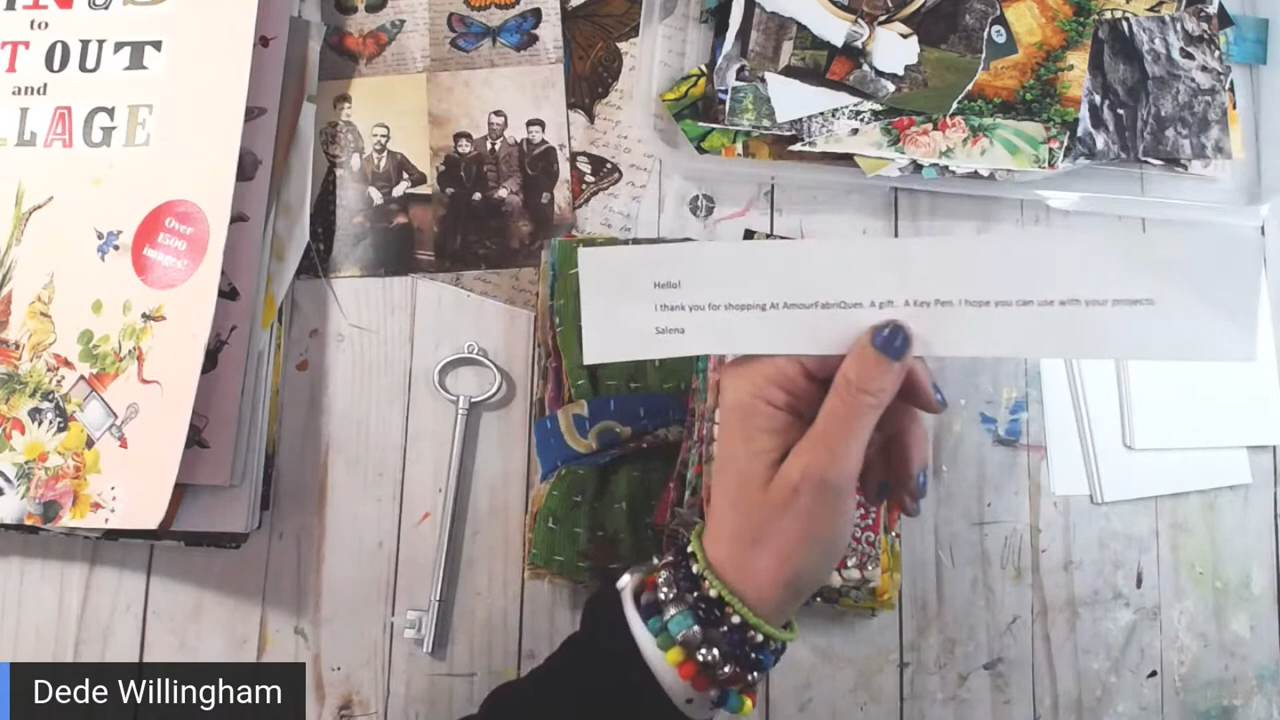 to
T OUT
and
LAGE
Over
1500
images!
Hello!
I thank you for shopping At AmourFabriQues. A gift.. A Key Pen. I hope you can use with your projects.
Salena
Dede Willingham